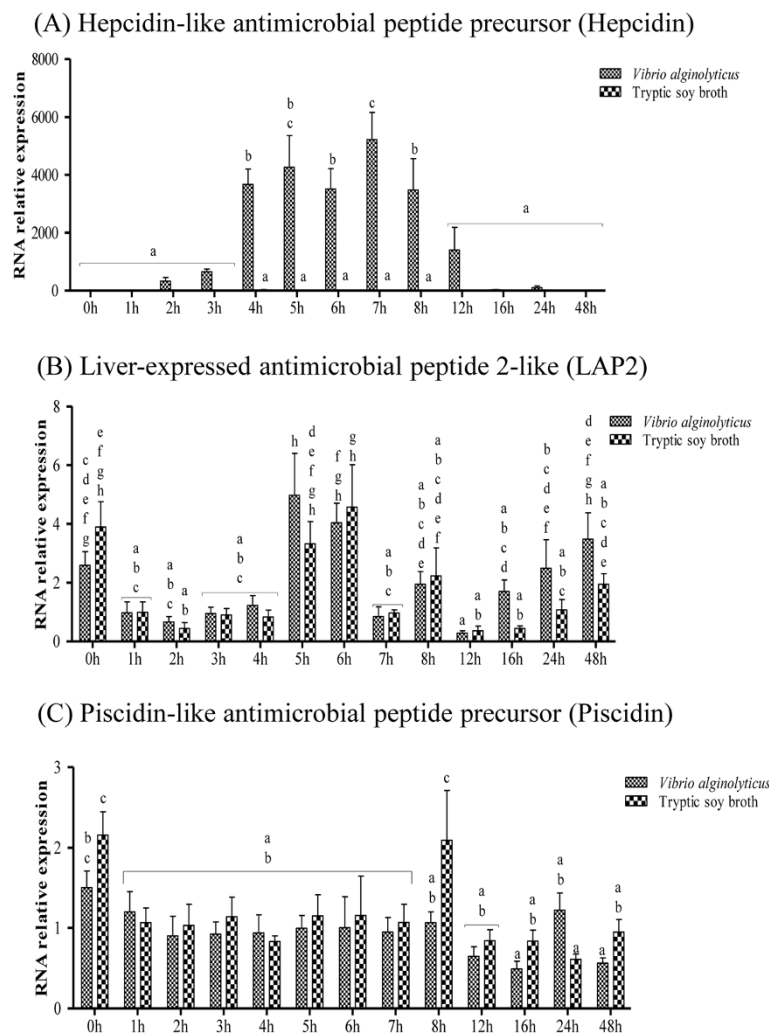 (A) Hepcidin-like antimicrobial peptide precursor (Hepcidin)
RNA relative expression
8000
6000
4000
2000
0
Vibrio alginolyticus
Tryptic soy broth
a
b
a
b
c
a
b
a
c
a
b
a
a
0h 1h 2h 3h 4h 5h 6h 7h 8h 12h 16h 24h 48h
(B) Liver-expressed antimicrobial peptide 2-like (LAP2)
RNA relative expression
8
6
4
2
0
Vibrio alginolyticus
Tryptic soy broth
c
d
e
f
g
e
f
g
h
a
b
c
a
b
c
a
b
a
b
c
h
d
e
f
g
h
f
g
h
g
h
a
b
c
a
b
c
d
e
a
b
c
d
e
f
a
a
b
a
b
c
d
a
b
b
c
d
e
f
a
b
c
d
e
f
g
h
a
b
c
d
e
0h 1h 2h 3h 4h 5h 6h 7h 8h 12h 16h 24h 48h
(C) Piscidin-like antimicrobial peptide precursor (Piscidin)
RNA relative expression
3
2
1
0
Vibrio alginolyticus
Tryptic soy broth
b
c
c
a
b
a
b
c
a
b
a
a
b
a
b
a
a
a
b
0h 1h 2h 3h 4h 5h 6h 7h 8h 12h 16h 24h 48h